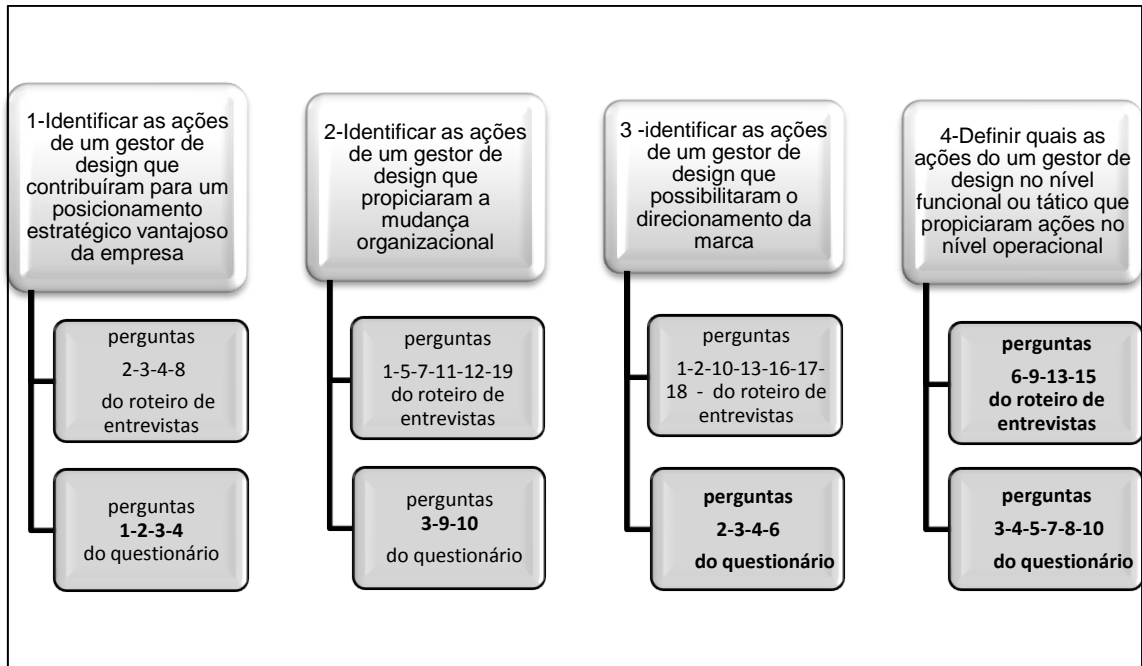 1-Identificar as ações
de um gestor de
design que
contribuíram para um
posicionamento
estratégico vantajoso
da empresa
perguntas
2-3-4-8
do roteiro de
entrevistas
perguntas
1-2-3-4
do questionário
2-Identificar as ações
de um gestor de
design que
propiciaram a
mudança
organizacional
perguntas
1-5-7-11-12-19
do roteiro de
entrevistas
perguntas
3-9-10
do questionário
3 -identificar as ações
de um gestor de
design que
possibilitaram o
direcionamento da
marca
perguntas
1-2-10-13-16-17-
18 - do roteiro de
entrevistas
perguntas
2-3-4-6
do questionário
4-Definir quais as
ações do um gestor de
design no nível
funcional ou tático que
propiciaram ações no
nível operacional
perguntas
6-9-13-15
do roteiro de
entrevistas
perguntas
3-4-5-7-8-10
do questionário